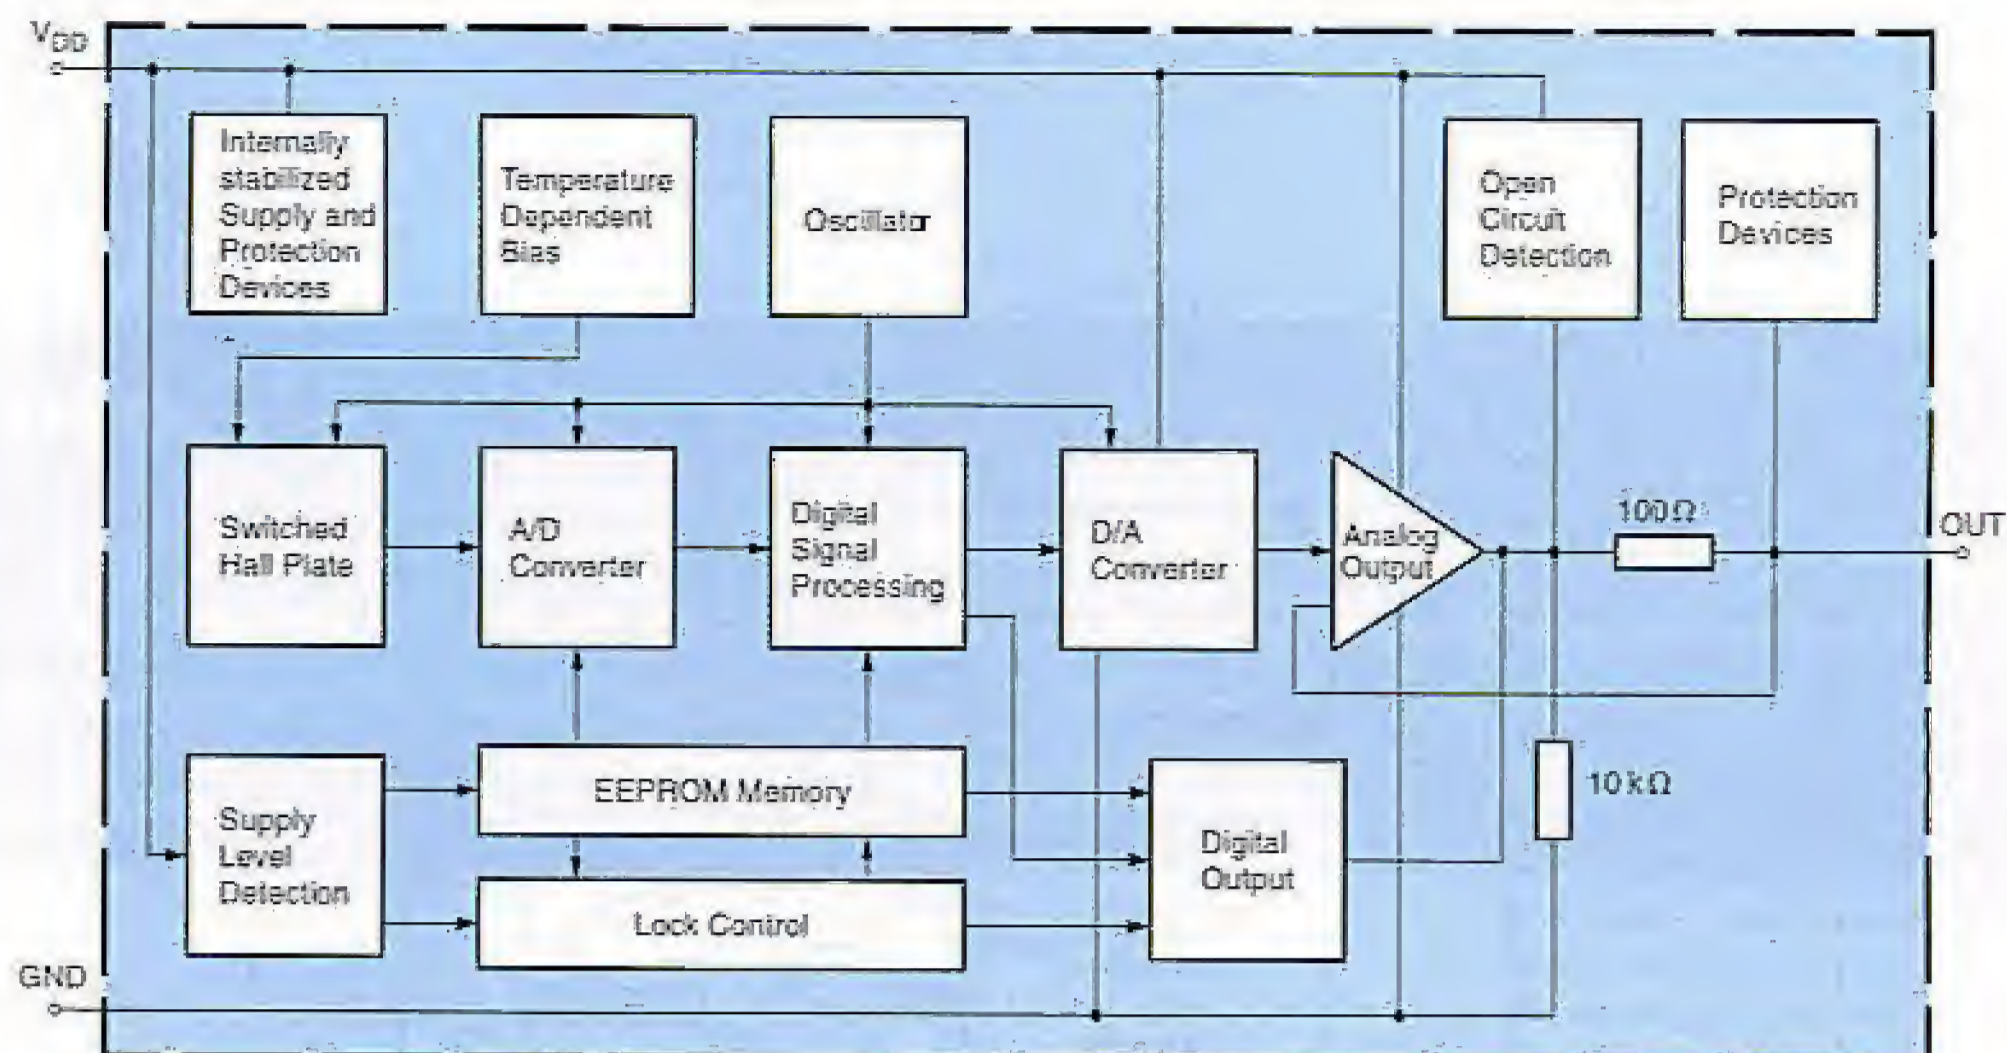 VDD
Internally
stabilized
Supply and
Protection
Devices
Temperature
Dependent
Bias
Oscillator
Open
Circuit
Detection
Protection
Devices
Switched
Hall Plate
A/D
Converter
Digital
Signal
Processing
D/A
Converter
Analog
Output
100Ω
OUT
EEPROM Memory
Supply
Level
Detection
Lock Control
Digital
Output
10kΩ
GND